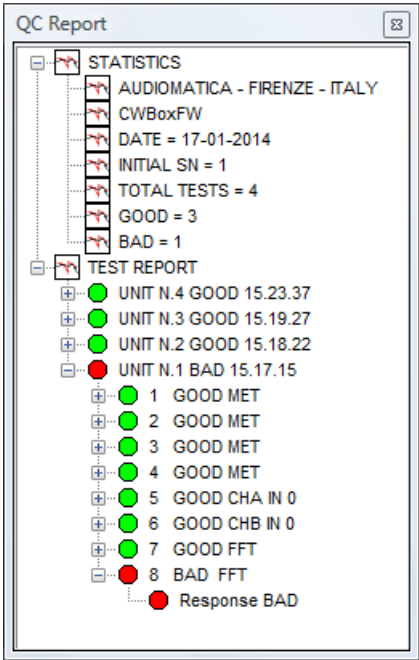 QC Report
STATISTICS
AUDIOMATICA - FIRENZE - ITALY
CWBoxFW
DATE = 17-01-2014
INITIAL SN = 1
TOTAL TESTS = 4
GOOD = 3
BAD = 1
TEST REPORT
UNIT N.4 GOOD 15.23.37
UNIT N.3 GOOD 15.19.27
UNIT N.2 GOOD 15.18.22
UNIT N.1 BAD 15.17.15
1 GOOD MET
2 GOOD MET
3 GOOD MET
4 GOOD MET
5 GOOD CHA IN 0
6 GOOD CHB IN 0
7 GOOD FFT
8 BAD FFT
Response BAD